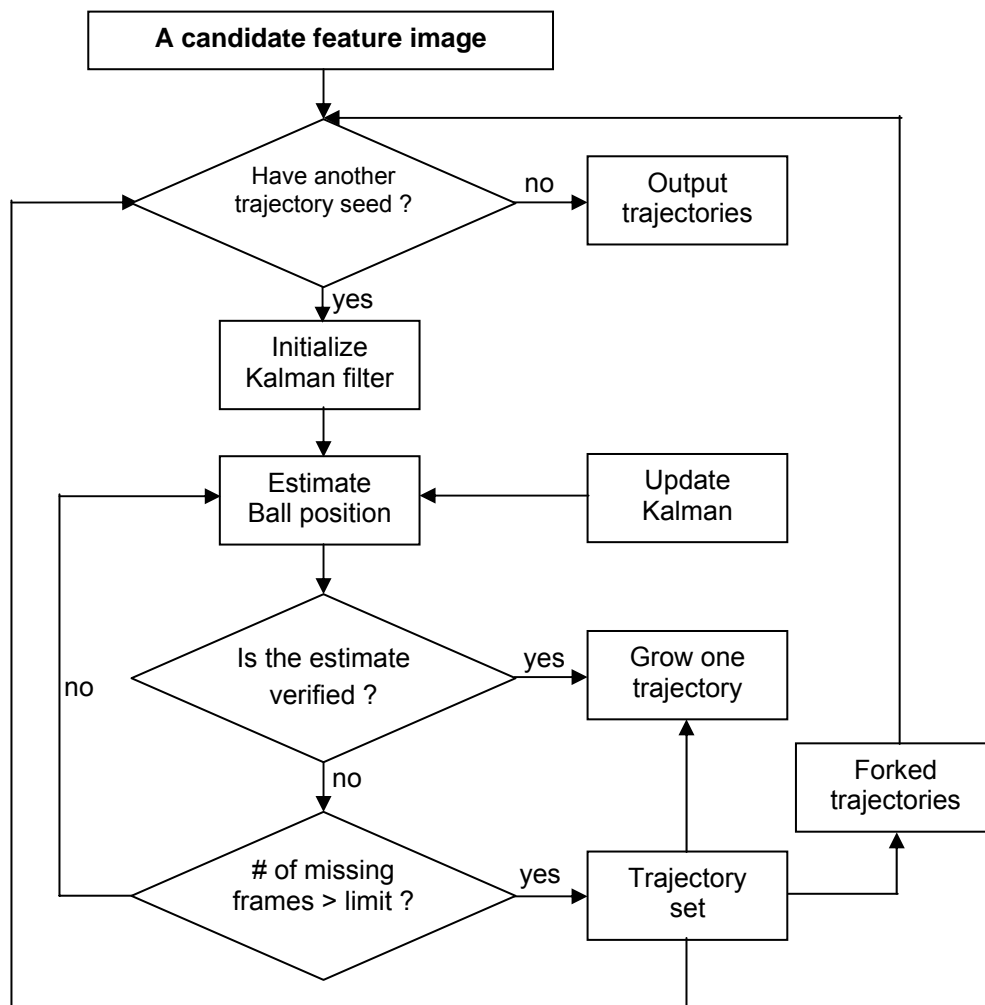 A candidate feature image
Have another
trajectory seed ?
no
Output
trajectories
yes
Initialize
Kalman filter
Estimate
Ball position
Update
Kalman
Is the estimate
verified ?
yes
Grow one
trajectory
no
no
Forked
trajectories
# of missing
frames > limit ?
yes
Trajectory
set